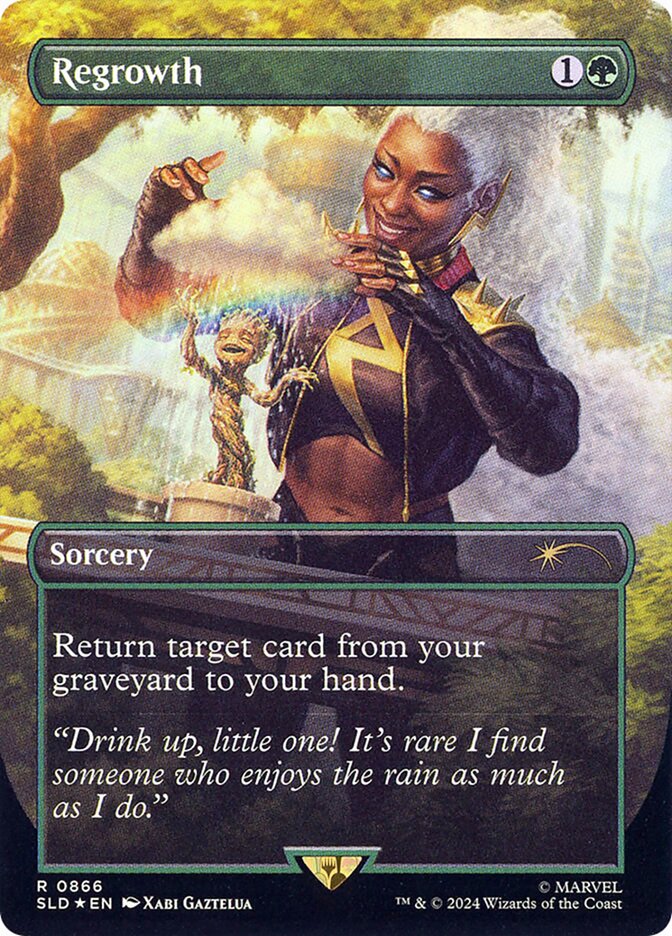 Regrowth 1
Sorcery
Return target card from your
graveyard to your hand.
“Drink up, little one! It’s rare I find
someone who enjoys the rain as much
as I do.”
R 0866 © MARVEL
SLD ★ EN Xabi Gaztelua ™ & © 2024 Wizards of the Coast